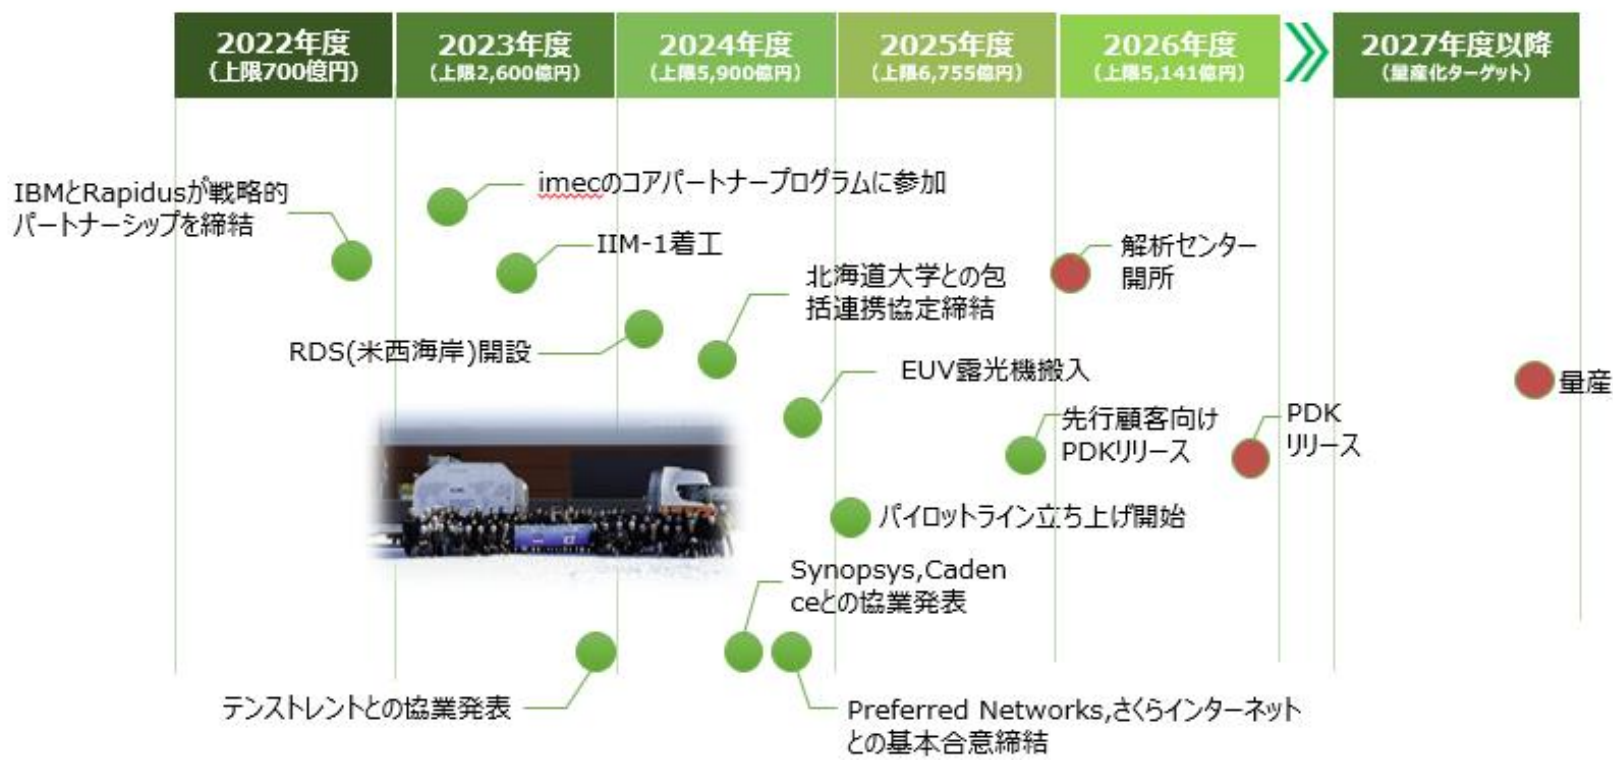 2022年度
(上限700億円)
2023年度
(上限2,600億円)
2024年度
(上限5,900億円)
2025年度
(上限6,755億円)
2026年度
(上限5,141億円)
2027年度以降
(量産化ターゲット)
IBMとRapidusが戦略的
パートナーシップを締結
imecのコアパートナープログラムに参加
IIM-1着工
北海道大学との包
括連携協定締結
解析センター
開所
RDS(米西海岸)開設
EUV露光機搬入
量産
先行顧客向け
PDKリリース
PDK
リリース
パイロットライン立ち上げ開始
Synopsys,Caden
ceとの協業発表
テンストレントとの協業発表
Preferred Networks,さくらインターネット
との基本合意締結